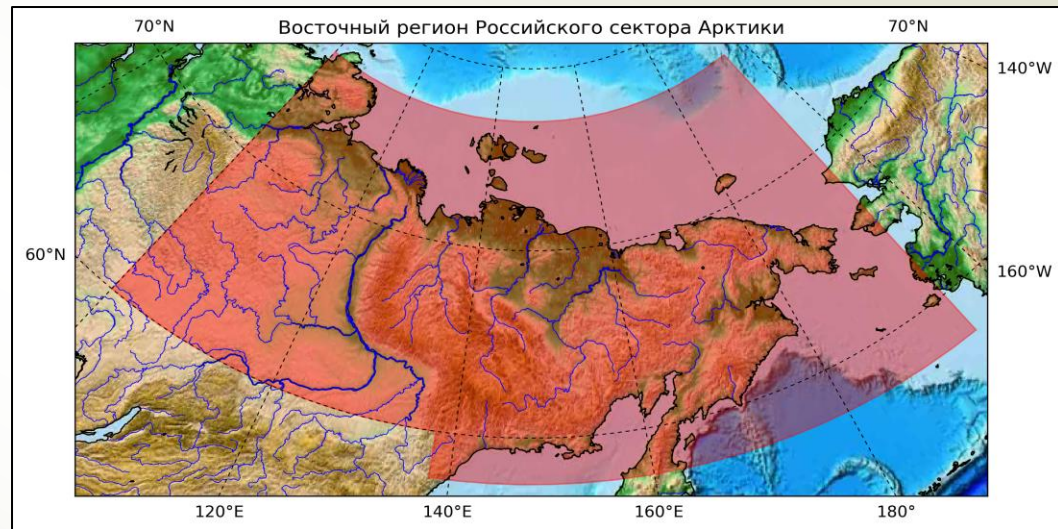 Восточный регион Российского сектора Арктики
70°N
70°N
140°W
60°N
160°W
120°E
140°E
160°E
180°